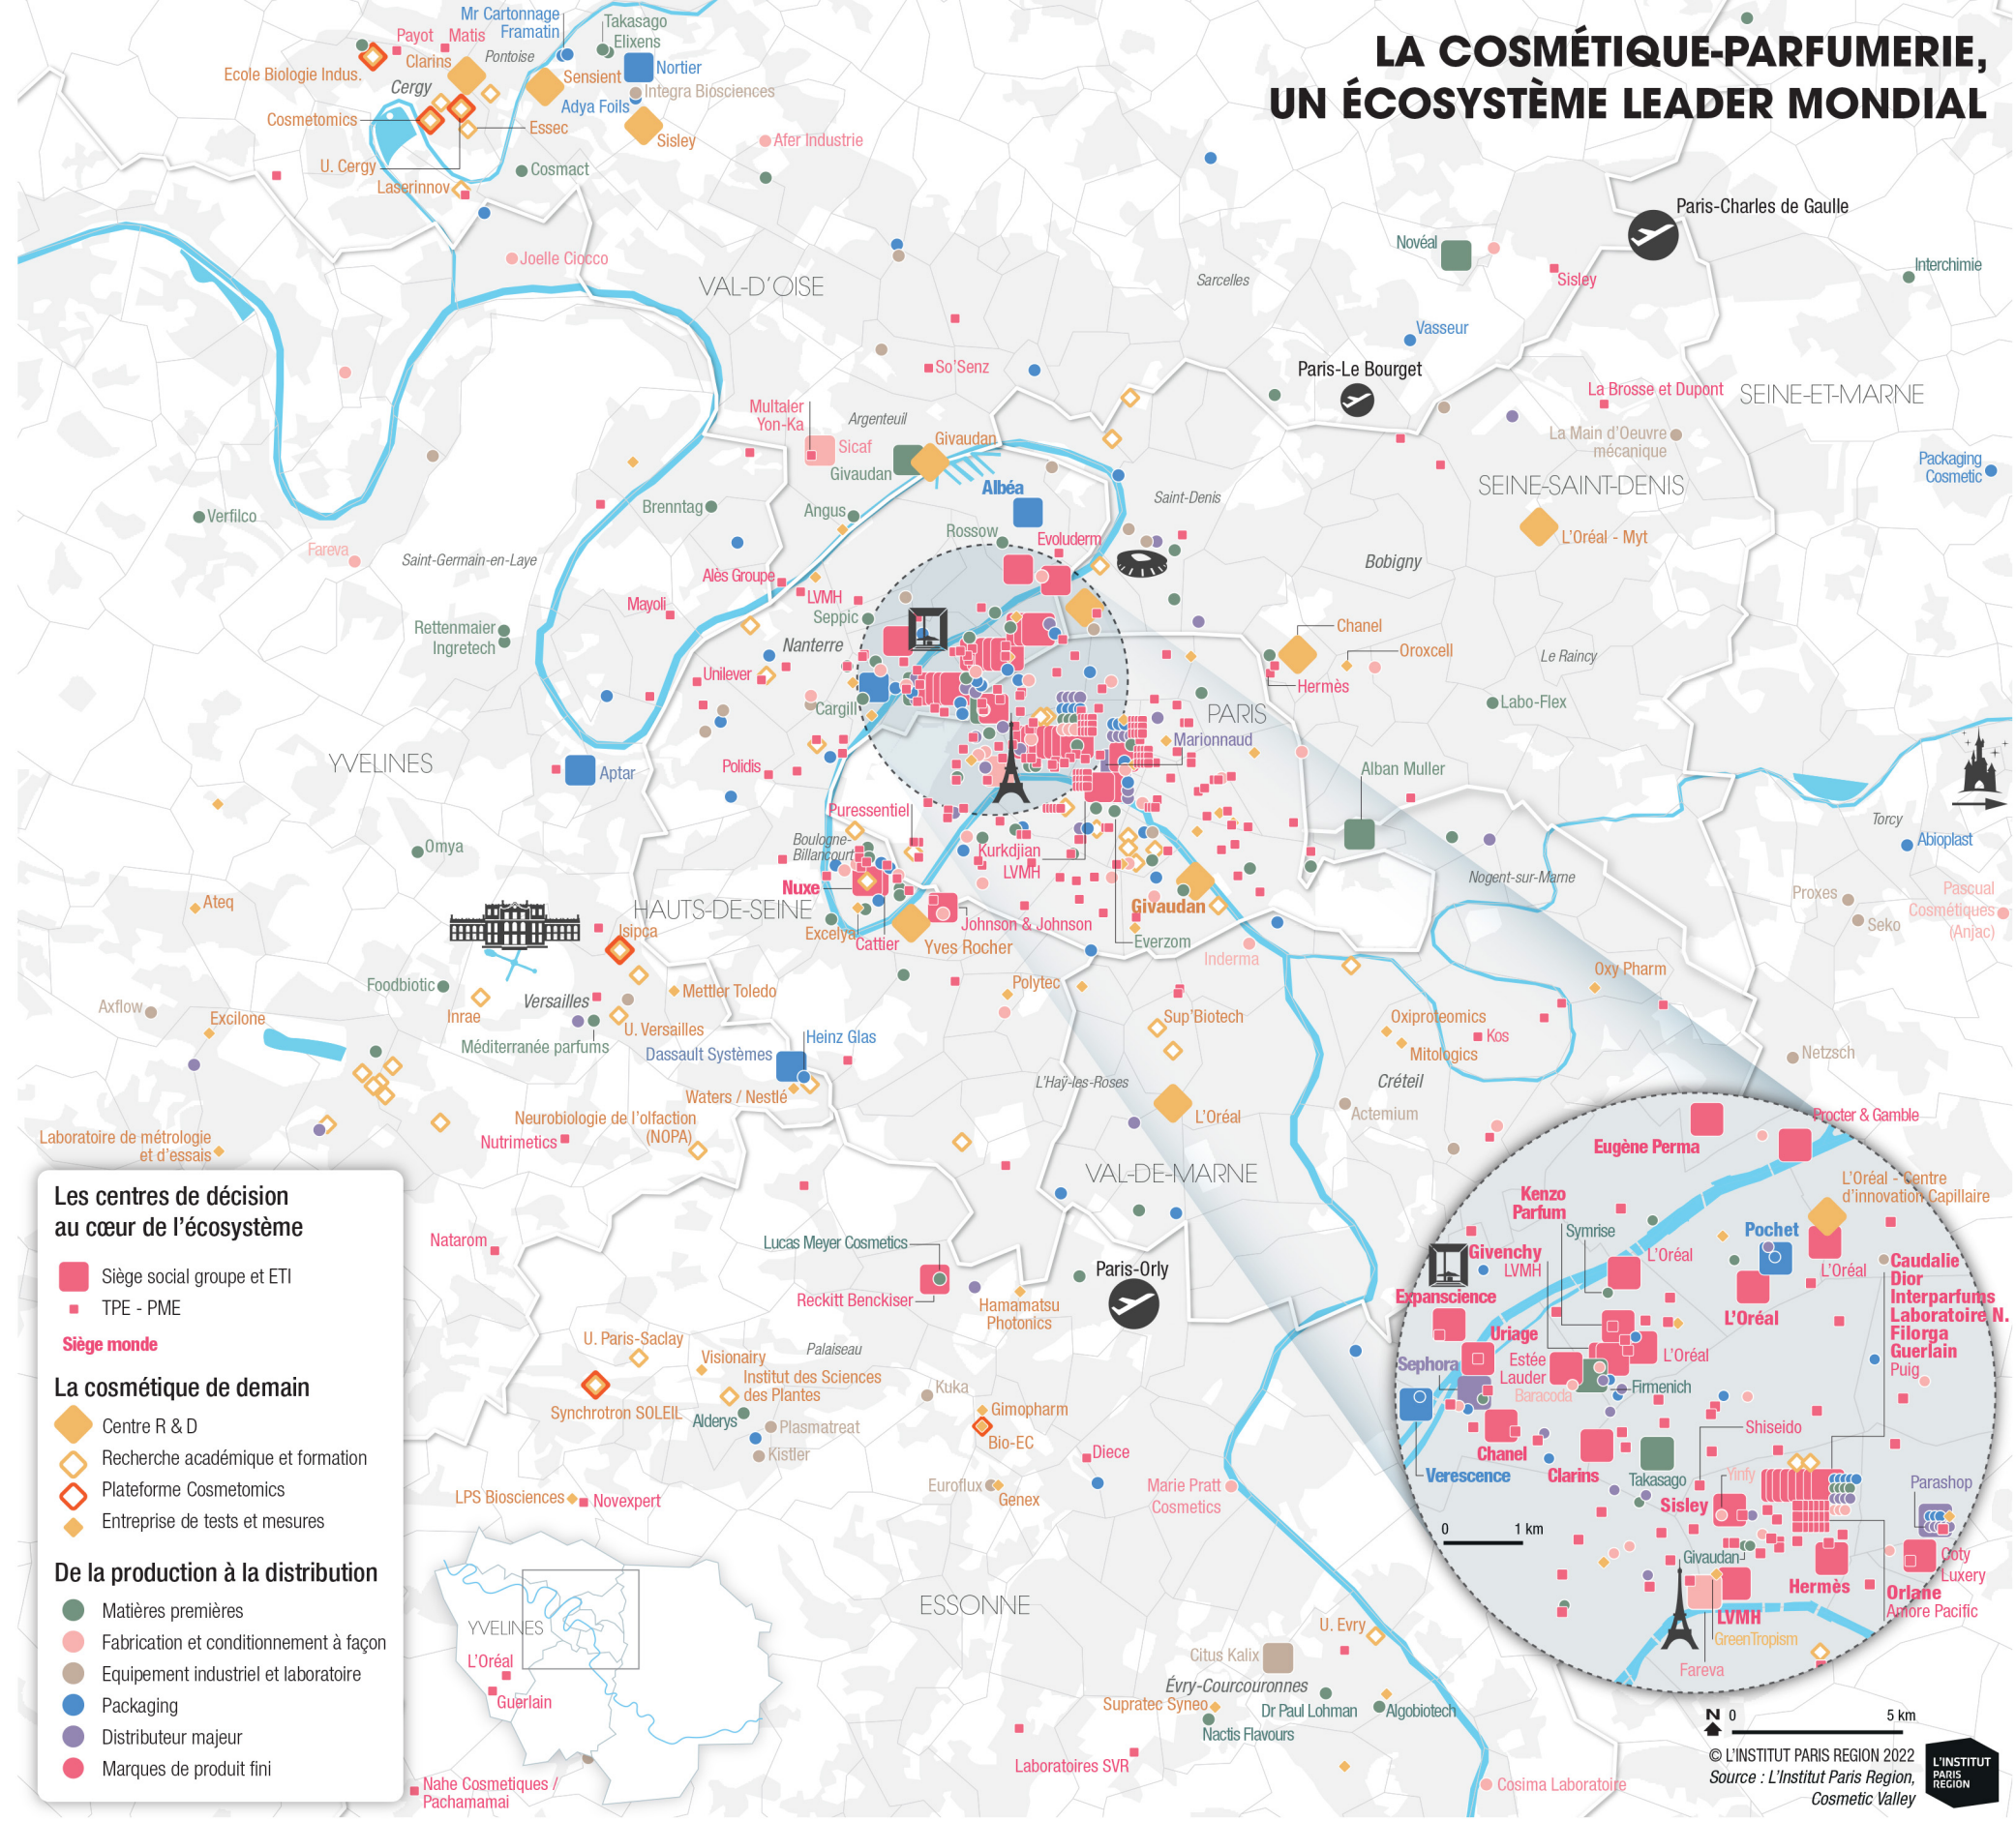 LA COSMÉTIQUE-PARFUMERIE,
UN ÉCOSYSTÈME LEADER MONDIAL
Mr Cartonnage
Framatin
Takasago
Elixens
Payot
Matis
Pontoise
Clarins
Ecole Biologie Indus.
Cergy
Sensient
Nortier
Integra Biosciences
Adya Foils
Cosmetomics
Essec
Sisley
Afer Industrie
U. Cergy
Cosmact
Laserinnov
Joelle Ciocco
VAL-D'OISE
Sarcelles
Novéal
Paris-Charles de Gaulle
Sisley
Interchimie
Vasseur
Paris-Le Bourget
So'Senz
La Brosse et Dupont
SEINE-ET-MARNE
Multaler
Yon-Ka
Argenteuil
Sicaf
Givaudan
Givaudan
La Main d'Oeuvre
mécanique
Packaging
Cosmetic
Albéa
Saint-Denis
SEINE-SAINT-DENIS
Verfilco
Brenntag
Angus
Rossow
Evoluderm
L'Oréal - Myt
Fareva
Saint-Germain-en-Laye
Bobigny
Alès Groupe
LVMH
Mayoli
Seppic
Rettenmaier
Ingretech
Nanterre
Chanel
Oroxcell
Le Raincy
Unilever
Hermès
Cargill
PARIS
Labo-Flex
Marionnaud
YVELINES
Aptar
Polidis
Alban Muller
Puressentiel
Torcy
Omya
Boulogne-
Billancourt
Kurkdjian
LVMH
Abioplast
Nogent-sur-Marne
Nuxe
Ateq
HAUTS-DE-SEINE
Givaudan
Proxes
Pascual
Cosmétiques
(Anjac)
Seko
Isipca
Excelya
Cattier
Johnson & Johnson
Yves Rocher
Everzom
Inderma
Foodbiotic
Mettler Toledo
Polytec
Oxy Pharm
Axflow
Inrae
Versailles
Excilone
U. Versailles
Sup'Biotech
Oxiproteomics
Kos
Mitologics
Méditerranée parfums
Heinz Glas
Dassault Systèmes
Netzsch
L'Haÿ-les-Roses
Créteil
Waters / Nestlé
Actemium
Neurobiologie de l'olfaction
(NOPA)
L'Oréal
Nutrimetics
Laboratoire de métrologie
et d'essais
VAL-DE-MARNE
Natarom
Lucas Meyer Cosmetics
Reckitt Benckiser
Paris-Orly
Hamamatsu
Photonics
U. Paris-Saclay
Palaiseau
Visionairy
Institut des Sciences
des Plantes
Synchrotron SOLEIL
Kuka
Alderys
Plasmatreat
Kistler
Gimopharm
Bio-EC
Diece
Euroflux
Genex
Marie Pratt
Cosmetics
LPS Biosciences
Novexpert
ESSONNE
U. Evry
Citus Kalix
Évry-Courcouronnes
Supratec Syneo
Dr Paul Lohman
Algobiotech
Nactis Flavours
Laboratoires SVR
Cosima Laboratoire
Nahe Cosmetiques /
Pachamamai
YVELINES
L'Oréal
Guerlain
Procter & Gamble
Eugène Perma
L'Oréal - Centre
d'innovation Capillaire
Kenzo
Parfum
Symrise
Pochet
Givenchy
LVMH
L'Oréal
L'Oréal
Expanscience
L'Oréal
Caudalie
Dior
Interparfums
Laboratoire N.
Filorga
Guerlain
Puig
Uriage
L'Oréal
Sephora
Estée
Lauder
Baracoda
Firmenich
Shiseido
Chanel
Clarins
Takasago
Verescence
Yinfy
Sisley
Parashop
0 1 km
Givaudan
Coty
Luxery
Hermès
Orlane
Amore Pacific
LVMH
GreenTropism
Fareva
Les centres de décision
au cœur de l'écosystème
Siège social groupe et ETI
TPE - PME
Siège monde
La cosmétique de demain
Centre R & D
Recherche académique et formation
Plateforme Cosmetomics
Entreprise de tests et mesures
De la production à la distribution
Matières premières
Fabrication et conditionnement à façon
Equipement industriel et laboratoire
Packaging
Distributeur majeur
Marques de produit fini
N 0 5 km
© L'INSTITUT PARIS REGION 2022
Source : L'Institut Paris Region,
Cosmetic Valley
L'INSTITUT
PARIS
REGION